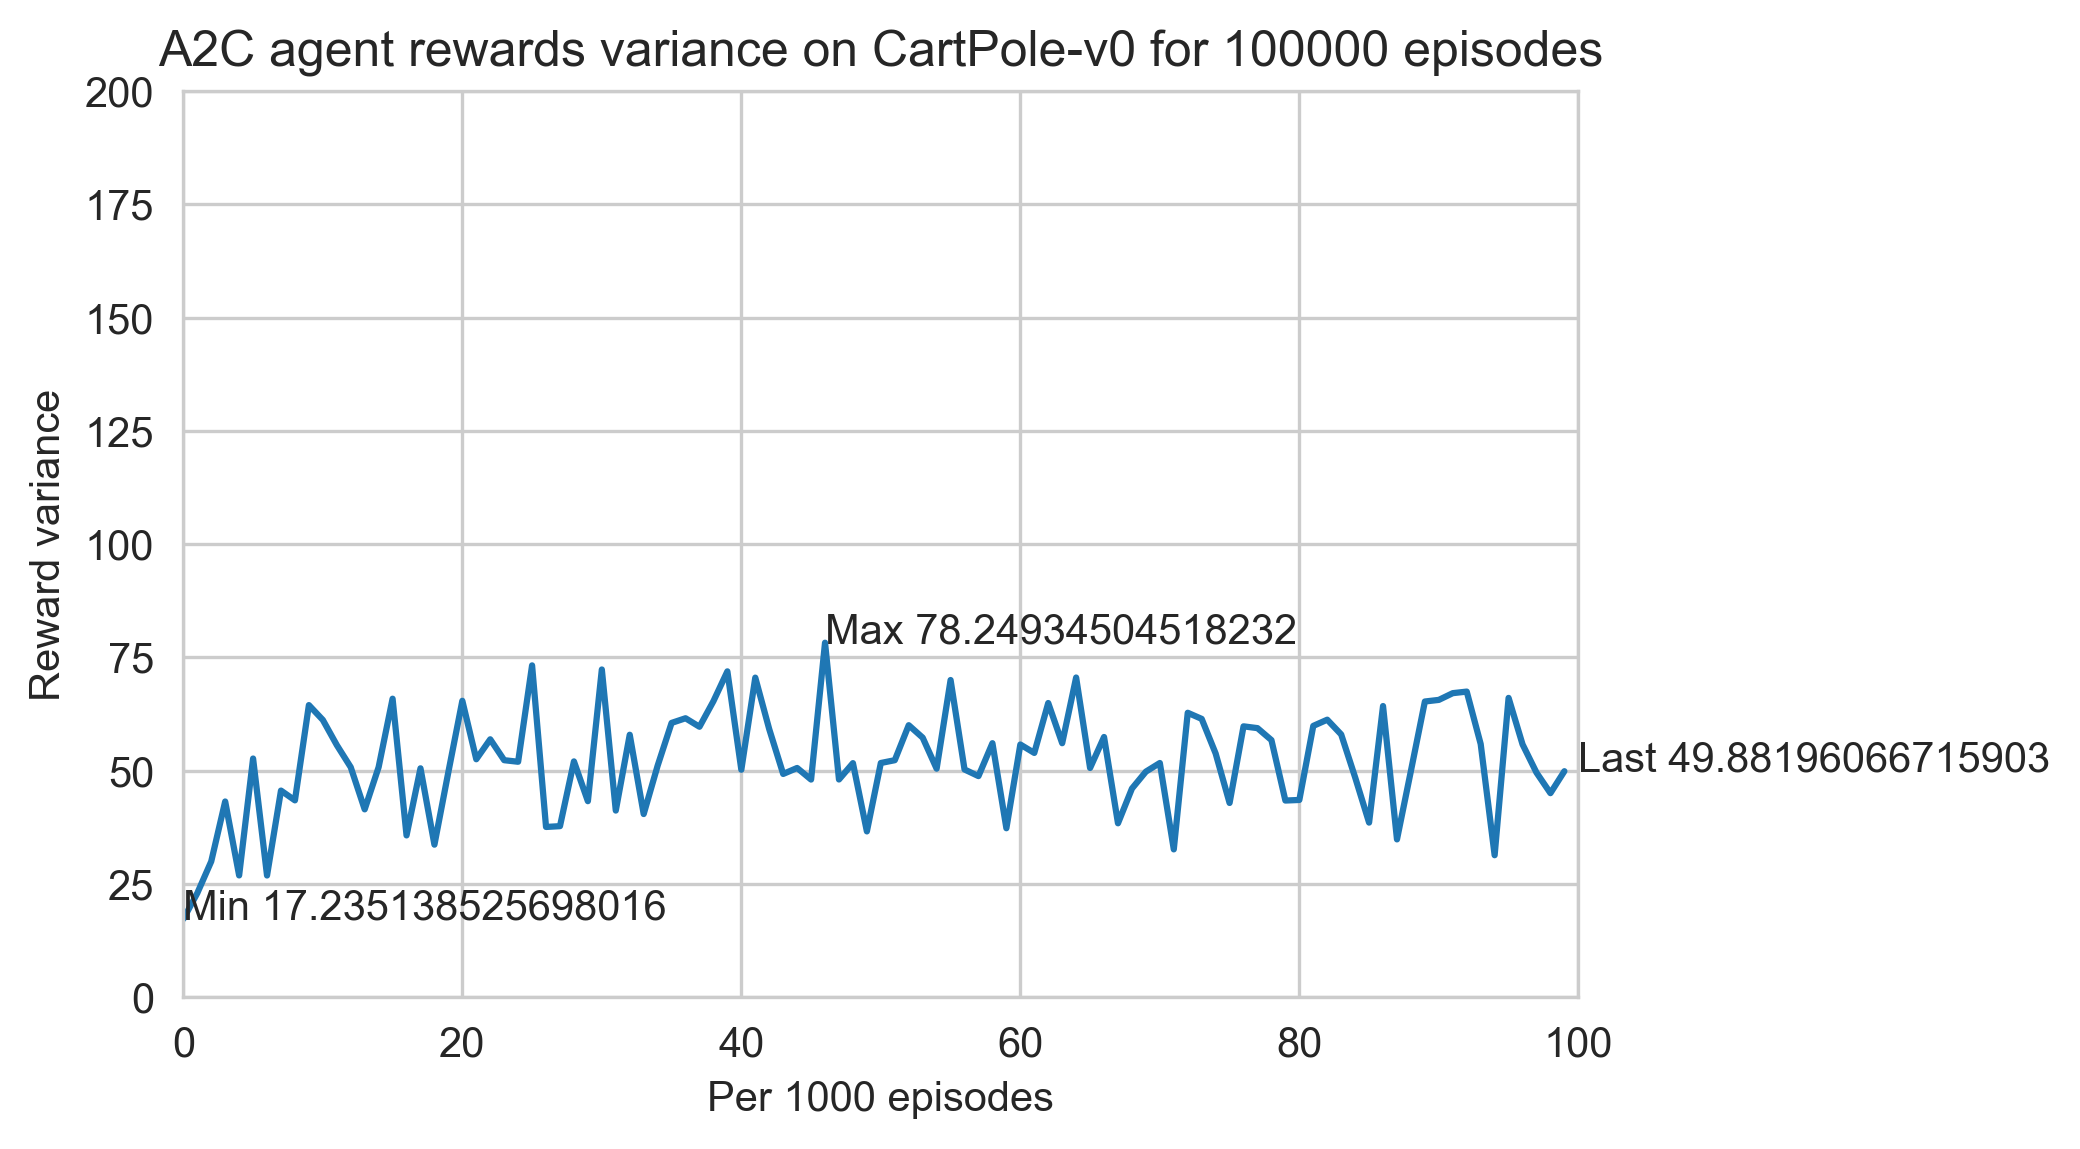 A2C agent rewards variance on CartPole-v0 for 100000 episodes
200
175
150
125
100
75
50
25
0
Reward variance
Max 78.24934504518232
Last 49.88196066715903
Min 17.235138525698016
0 20 40 60 80 100
Per 1000 episodes